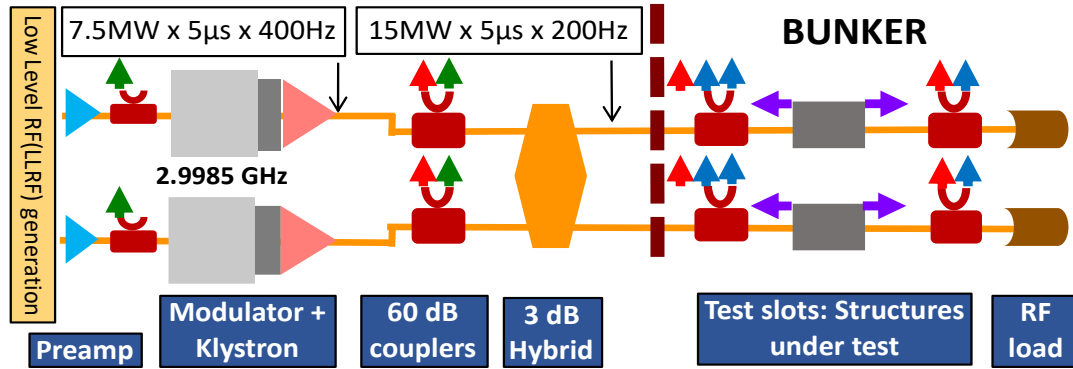 Low Level RF(LLRF) generation
7.5MW x 5µs x 400Hz
15MW x 5µs x 200Hz
BUNKER
2.9985 GHz
Preamp
Modulator +
Klystron
60 dB
couplers
3 dB
Hybrid
Test slots: Structures
under test
RF
load